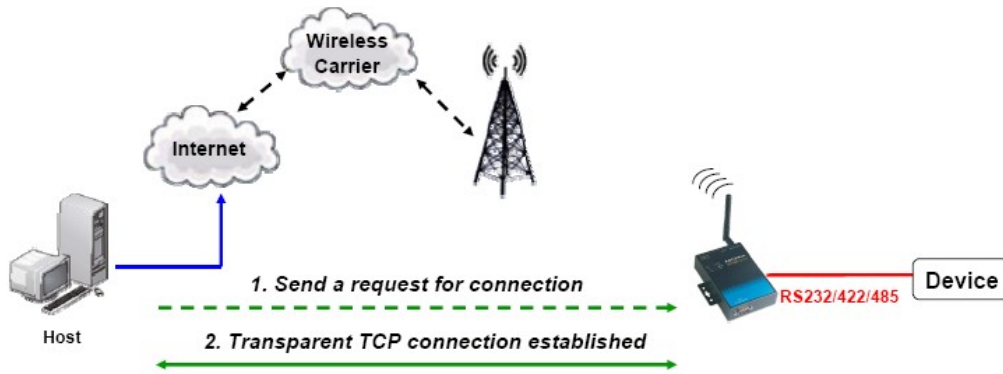 Wireless
Carrier
Internet
1. Send a request for connection
RS232/422/485
Device
Host
2. Transparent TCP connection established